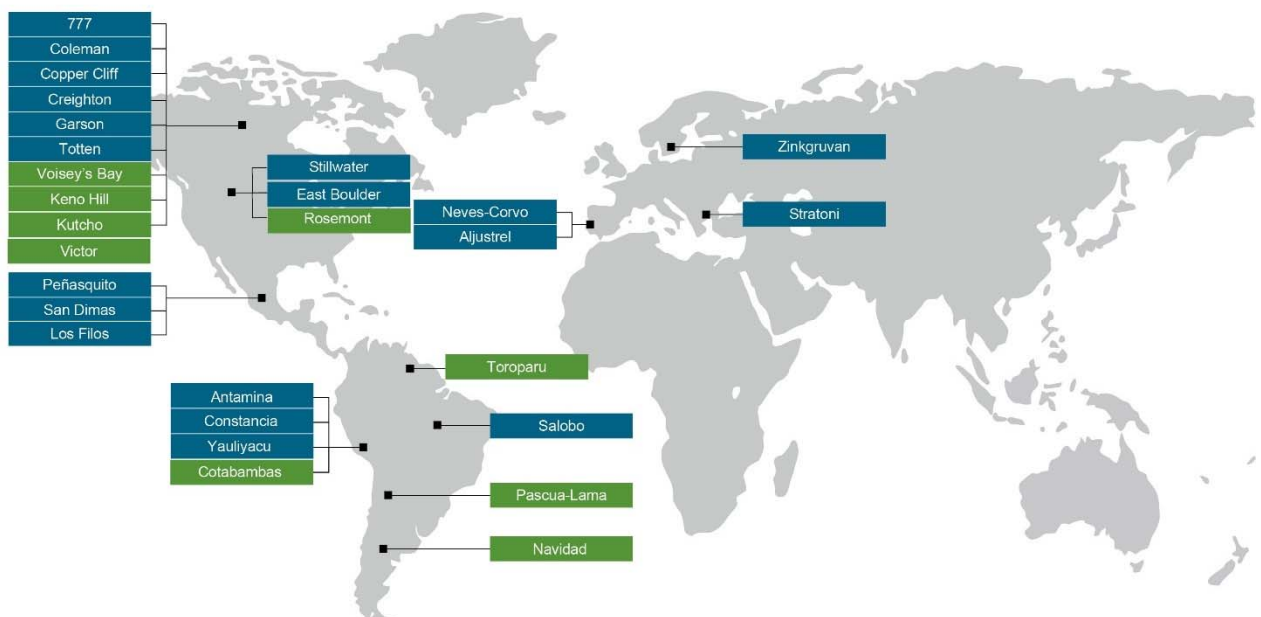 777
Coleman
Copper Cliff
Creighton
Garson
Totten
Voisey's Bay
Keno Hill
Kutcho
Victor
Stillwater
East Boulder
Rosemont
Peñasquito
San Dimas
Los Filos
Neves-Corvo
Aljustrel
Zinkgruvan
Stratoni
Toroparu
Antamina
Constancia
Yauliyacu
Cotabambas
Salobo
Pascua-Lama
Navidad